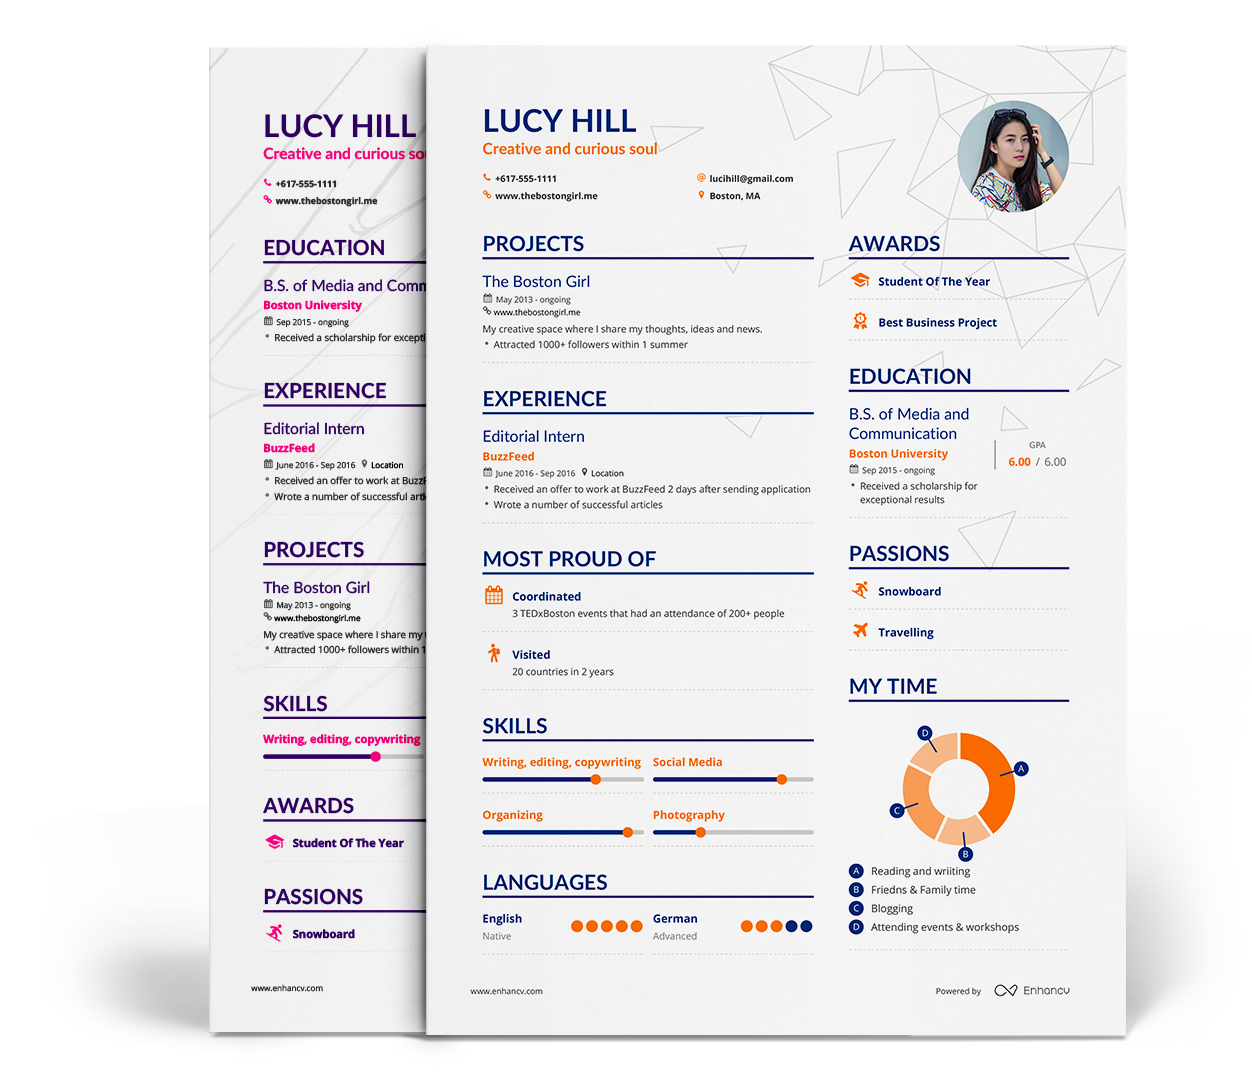 LUCY HILL
Creative and curious so
+617-555-1111
www.thebostongirl.me
EDUCATION
B.S. of Media and Comm
Boston University
Sep 2015 - ongoing
• Received a scholarship for excepti
EXPERIENCE
Editorial Intern
BuzzFeed
June 2016 - Sep 2016 Location
• Received an offer to work at BuzzF
• Wrote a number of successful arti
PROJECTS
The Boston Girl
May 2013 - ongoing
www.thebostongirl.me
My creative space where I share my
• Attracted 1000+ followers within 1
SKILLS
Writing, editing, copywriting
AWARDS
Student Of The Year
PASSIONS
Snowboard
www.enhancv.com
LUCY HILL
Creative and curious soul
+617-555-1111
lucihill@gmail.com
www.thebostongirl.me
Boston, MA
PROJECTS
The Boston Girl
May 2013 - ongoing
www.thebostongirl.me
My creative space where I share my thoughts, ideas and news.
• Attracted 1000+ followers within 1 summer
EXPERIENCE
Editorial Intern
BuzzFeed
June 2016 - Sep 2016 Location
• Received an offer to work at BuzzFeed 2 days after sending application
• Wrote a number of successful articles
MOST PROUD OF
Coordinated
3 TEDxBoston events that had an attendance of 200+ people
Visited
20 countries in 2 years
SKILLS
Writing, editing, copywriting
Social Media
Organizing
Photography
LANGUAGES
English
Native
German
Advanced
AWARDS
Student Of The Year
1
Best Business Project
EDUCATION
B.S. of Media and
Communication
Boston University
Sep 2015 - ongoing
• Received a scholarship for
exceptional results
GPA
6.00 / 6.00
PASSIONS
Snowboard
Travelling
MY TIME
D
A
C
B
A Reading and wriiting
B Friedns & Family time
C Blogging
D Attending events & workshops
www.enhancv.com
Powered by Enhancv